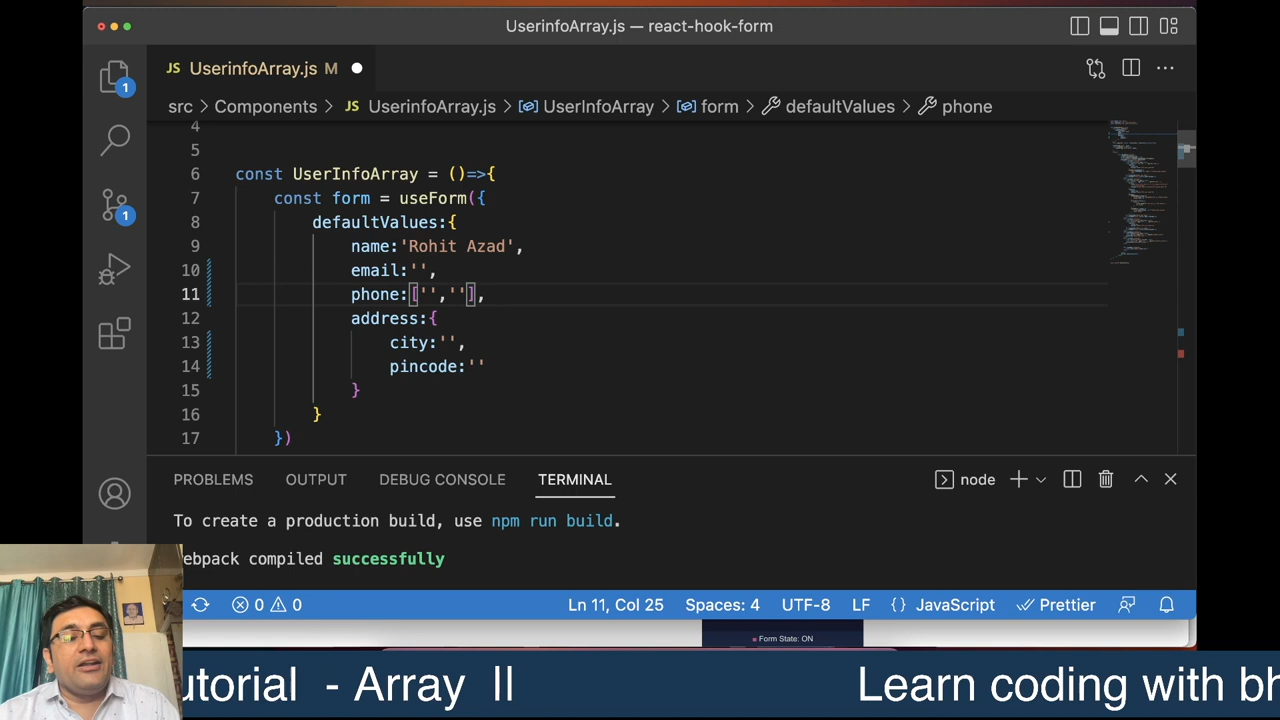 UserinfoArray.js — react-hook-form
JS UserinfoArray.js M
1
src > Components > JS UserinfoArray.js > UserInfoArray > form > defaultValues > phone
4
5
6 const UserInfoArray = ()=>{
7 const form = useForm({
8 defaultValues:{
9 name:'Rohit Azad',
10 email:'',
11 phone:['',''],
12 address:{
13 city:'',
14 pincode:''
15 }
16 }
17 })
1
PROBLEMS OUTPUT DEBUG CONSOLE TERMINAL node
To create a production build, use npm run build.
ebpack compiled successfully
0 0 Ln 11, Col 25 Spaces: 4 UTF-8 LF {} JavaScript Prettier
Form State: ON
utorial - Array || Learn coding with bh